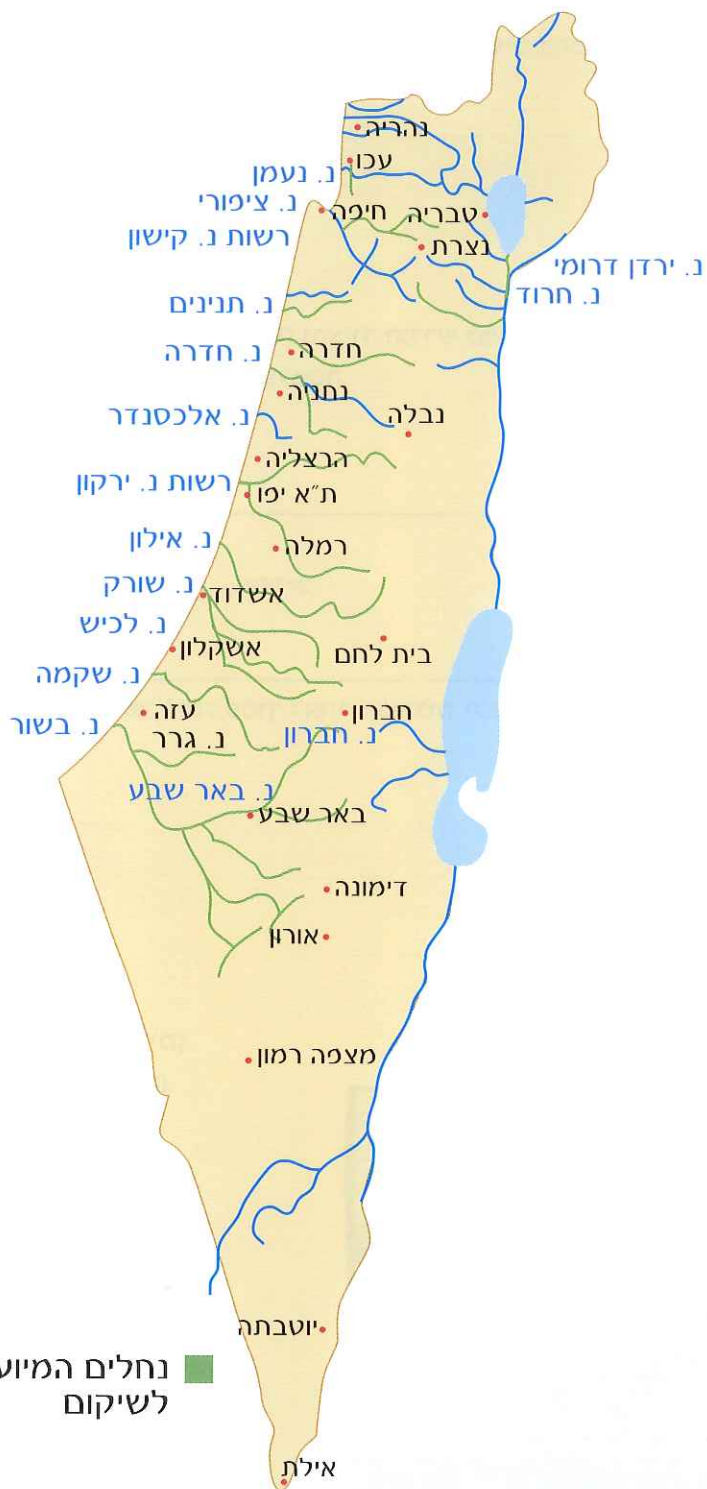 נהריה
עכו
נ. נעמן
נ. ציפורי
חיפה
טבריה
רשות נ. קישון
נצרת
נ. ירדן דרומי
נ. חרוד
נ. תנינים
חדרה
נ. חדרה
נתניה
נ. אלכסנדר
נבלה
הרצליה
רשות נ. ירקון
ת״א יפו
נ. אילון
רמלה
נ. שורק
אשדוד
נ. לכיש
אשקלון
בית לחם
נ. שקמה
עזה
חברון
נ. בשור
נ. גרר
נ. חברון
נ. באר שבע
באר שבע
דימונה
אורון
מצפה רמון
יוטבתה
נחלים המיוע
לשיקום
אילת